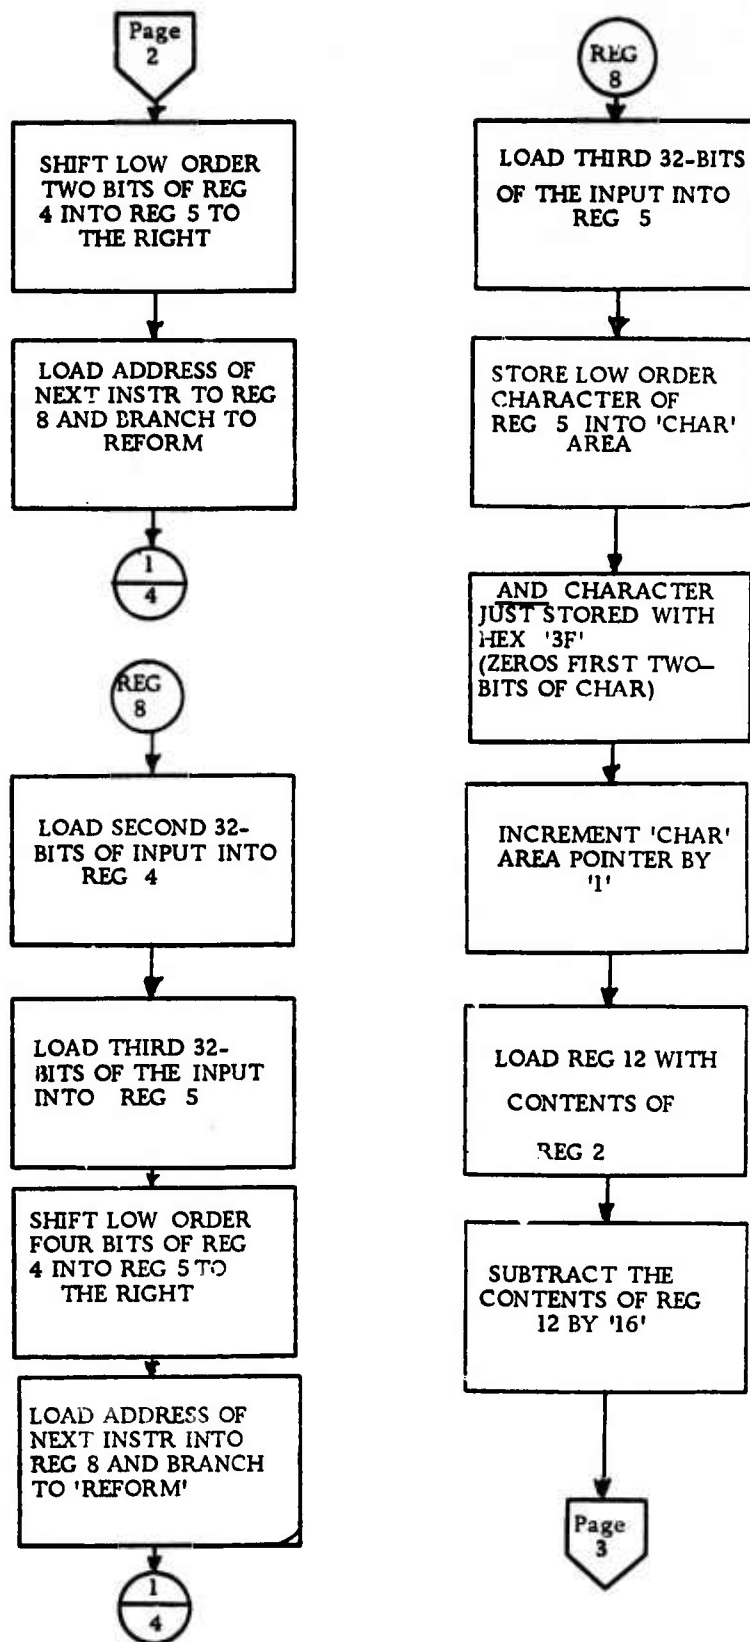 Page
2
SHIFT LOW ORDER
TWO BITS OF REG
4 INTO REG 5 TO
THE RIGHT
LOAD ADDRESS OF
NEXT INSTR TO REG
8 AND BRANCH TO
REFORM
1
4
REG
8
LOAD SECOND 32-
BITS OF INPUT INTO
REG 4
LOAD THIRD 32-
BITS OF THE INPUT
INTO REG 5
SHIFT LOW ORDER
FOUR BITS OF REG
4 INTO REG 5 TO
THE RIGHT
LOAD ADDRESS OF
NEXT INSTR INTO
REG 8 AND BRANCH
TO 'REFORM'
1
4
REG
8
LOAD THIRD 32-BITS
OF THE INPUT INTO
REG 5
STORE LOW ORDER
CHARACTER OF
REG 5 INTO 'CHAR'
AREA
AND CHARACTER
JUST STORED WITH
HEX '3F'
(ZEROS FIRST TWO-
BITS OF CHAR)
INCREMENT 'CHAR'
AREA POINTER BY
'1'
LOAD REG 12 WITH
CONTENTS OF
REG 2
SUBTRACT THE
CONTENTS OF REG
12 BY '16'
Page
3